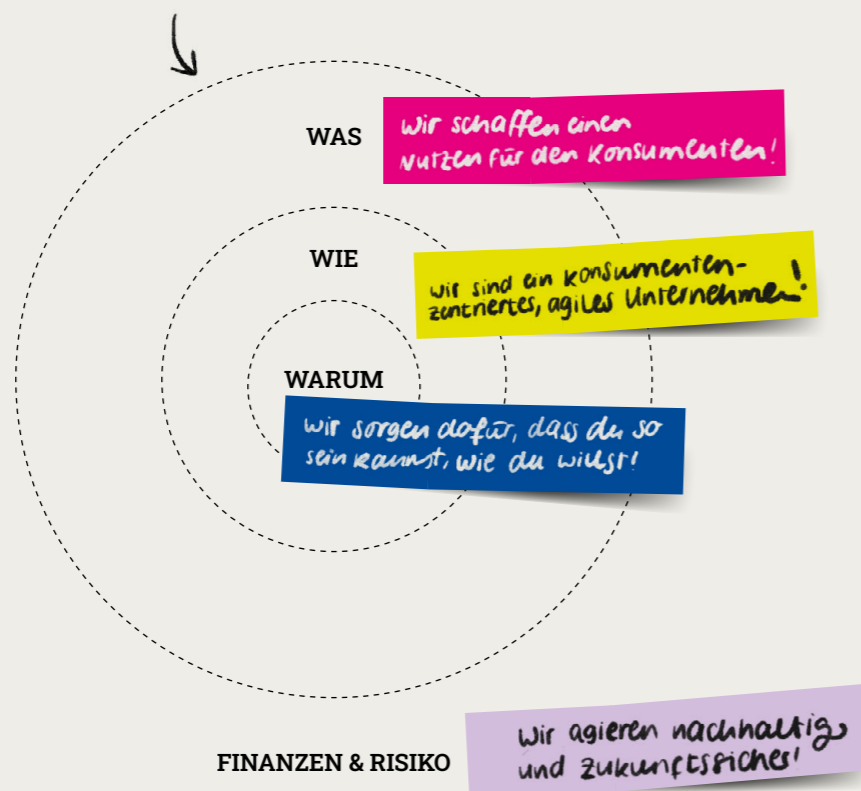 WAS
wir schaffen einen
Nutzen für den Konsumenten!
WIE
wir sind ein Konsumenten-
zentriertes, agiles Unternehmen!
WARUM
wir sorgen dafür, dass du so
sein kannst, wie du willst!
FINANZEN & RISIKO
wir agieren nachhaltig
und zukunftssicher!